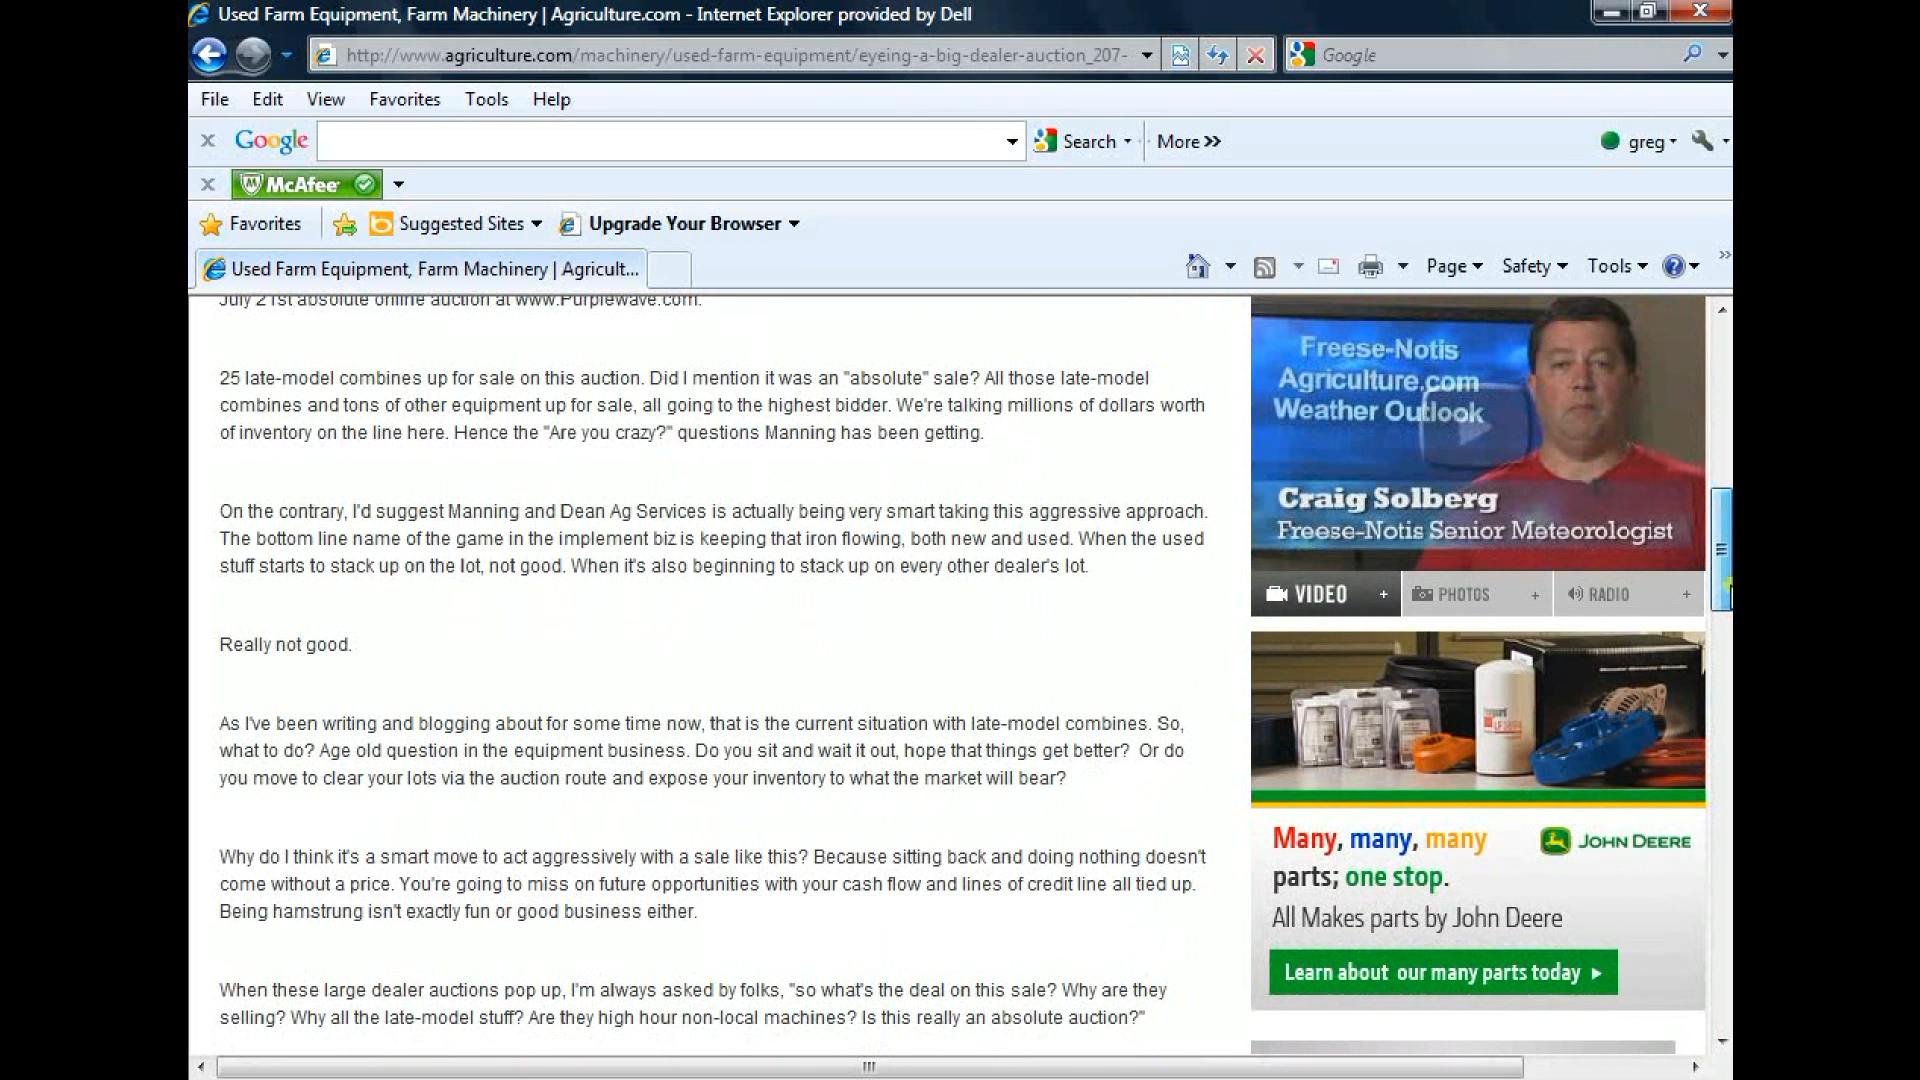 Used Farm Equipment, Farm Machinery | Agriculture.com - Internet Explorer provided by Dell
http://www.agriculture.com/machinery/used-farm-equipment/eyeing-a-big-dealer-auction_207-
Google
File Edit View Favorites Tools Help
Google Search More >> greg
McAfee
Favorites Suggested Sites Upgrade Your Browser
Used Farm Equipment, Farm Machinery | Agricult... Page Safety Tools
July 21st absolute online auction at www.Purplewave.com.
25 late-model combines up for sale on this auction. Did I mention it was an "absolute" sale? All those late-model
combines and tons of other equipment up for sale, all going to the highest bidder. We're talking millions of dollars worth
of inventory on the line here. Hence the "Are you crazy?" questions Manning has been getting.
On the contrary, I'd suggest Manning and Dean Ag Services is actually being very smart taking this aggressive approach.
The bottom line name of the game in the implement biz is keeping that iron flowing, both new and used. When the used
stuff starts to stack up on the lot, not good. When it's also beginning to stack up on every other dealer's lot.
Really not good.
As I've been writing and blogging about for some time now, that is the current situation with late-model combines. So,
what to do? Age old question in the equipment business. Do you sit and wait it out, hope that things get better? Or do
you move to clear your lots via the auction route and expose your inventory to what the market will bear?
Why do I think it's a smart move to act aggressively with a sale like this? Because sitting back and doing nothing doesn't
come without a price. You're going to miss on future opportunities with your cash flow and lines of credit line all tied up.
Being hamstrung isn't exactly fun or good business either.
When these large dealer auctions pop up, I'm always asked by folks, "so what's the deal on this sale? Why are they
selling? Why all the late-model stuff? Are they high hour non-local machines? Is this really an absolute auction?"
Freese-Notis
Agriculture.com
Weather Outlook
Craig Solberg
Freese-Notis Senior Meteorologist
VIDEO + PHOTOS + RADIO +
Many, many, many
parts; one stop.
JOHN DEERE
All Makes parts by John Deere
Learn about our many parts today